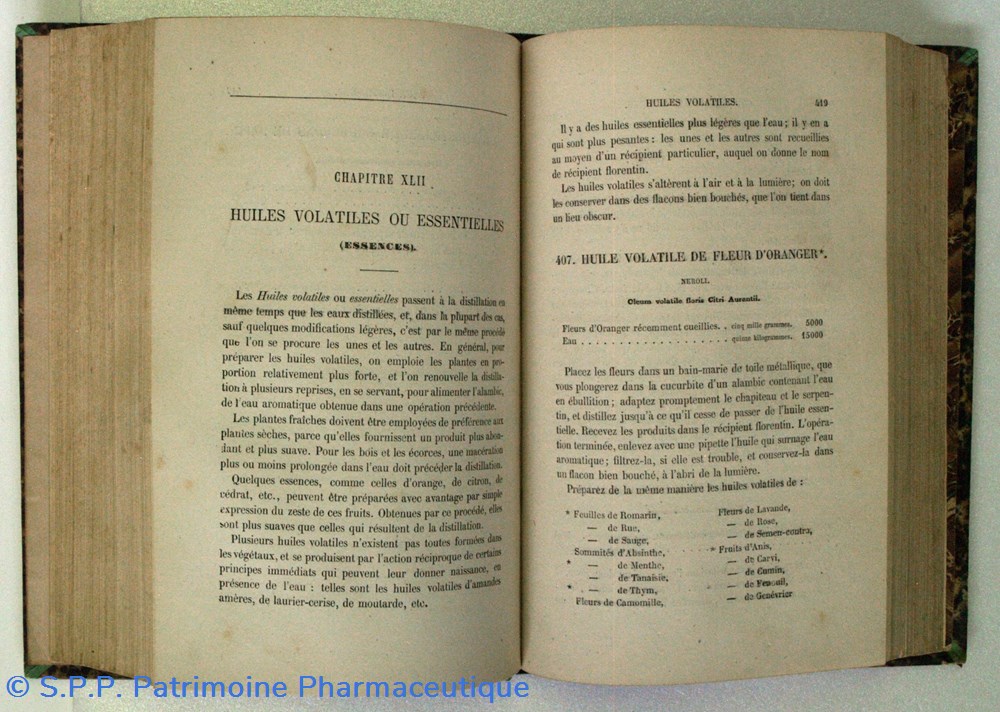 CHAPITRE XLII
HUILES VOLATILES OU ESSENTIELLES
(ESSENCES).
Les Huiles volatiles ou essentielles passent à la distillation en
même temps que les eaux distillées, et, dans la plupart des cas,
sauf quelques modifications légères, c'est par le même procédé
que l'on se procure les unes et les autres. En général, pour
préparer les huiles volatiles, on emploie les plantes en pro-
portion relativement plus forte, et l'on renouvelle la distilla-
tion à plusieurs reprises, en se servant, pour alimenter l'alambic,
de l'eau aromatique obtenue dans une opération précédente.
Les plantes fraîches doivent être employées de préférence aux
plantes sèches, parce qu'elles fournissent un produit plus abon-
dant et plus suave. Pour les bois et les écorces, une macération
plus ou moins prolongée dans l'eau doit précéder la distillation.
Quelques essences, comme celles d'orange, de citron, de
cédrat, etc., peuvent être préparées avec avantage par simple
expression du zeste de ces fruits. Obtenues par ce procédé, elles
sont plus suaves que celles qui résultent de la distillation.
Plusieurs huiles volatiles n'existent pas toutes formées dans
les végétaux, et se produisent par l'action réciproque de certains
principes immédiats qui peuvent leur donner naissance, en
présence de l'eau : telles sont les huiles volatiles d'amandes
amères, de laurier-cerise, de moutarde, etc.
HUILES VOLATILES. 419
Il y a des huiles essentielles plus légères que l'eau; il y en a
qui sont plus pesantes : les unes et les autres sont recueillies
au moyen d'un récipient particulier, auquel on donne le nom
de récipient florentin.
Les huiles volatiles s'altèrent à l'air et à la lumière; on doit
les conserver dans des flacons bien bouchés, que l'on tient dans
un lieu obscur.
407. HUILE VOLATILE DE FLEUR D'ORANGER*.
NEROLI.
Oleum volatile floris Citri Aurantii.
Fleurs d'Oranger récemment cueillies. . cinq mille grammes. 5000
Eau . . . . . . . . . . . . . . . . . . . quinze kilogrammes. 15000
Placez les fleurs dans un bain-marie de toile métallique, que
vous plongerez dans la cucurbite d'un alambic contenant l'eau
en ébullition; adaptez promptement le chapiteau et le serpen-
tin, et distillez jusqu'à ce qu'il cesse de passer de l'huile essen-
tielle. Recevez les produits dans le récipient florentin. L'opéra-
tion terminée, enlevez avec une pipette l'huile qui surnage l'eau
aromatique; filtrez-la, si elle est trouble, et conservez-la dans
un flacon bien bouché, à l'abri de la lumière.
Préparez de la même manière les huiles volatiles de :
* Feuilles de Romarin,
— de Rue,
— de Sauge,
Sommités d'Absinthe,
* — de Menthe,
— de Tanaisie,
* — de Thym,
Fleurs de Camomille,
Fleurs de Lavande,
— de Rose,
— de Semen-contra,
* Fruits d'Anis,
— de Carvi,
— de Cumin,
* — de Fenouil,
— de Genévrier
© S.P.P. Patrimoine Pharmaceutique